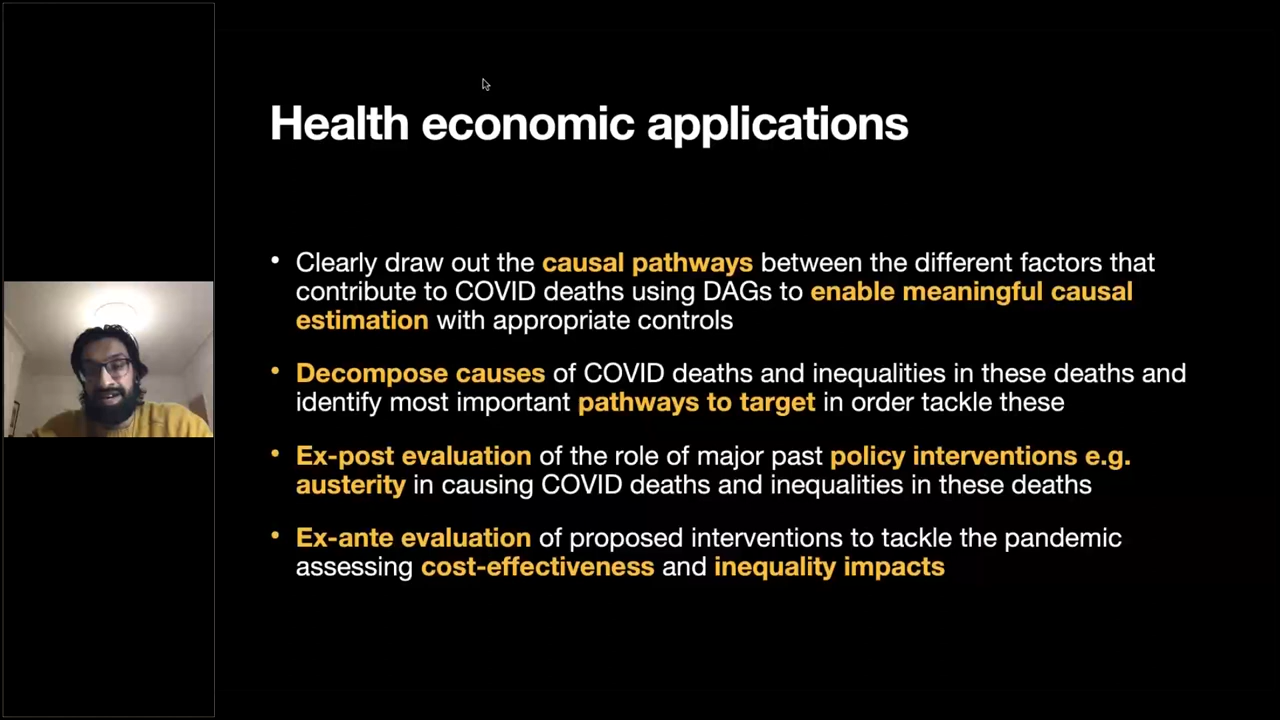 Health economic applications
• Clearly draw out the causal pathways between the different factors that
contribute to COVID deaths using DAGs to enable meaningful causal
estimation with appropriate controls
• Decompose causes of COVID deaths and inequalities in these deaths and
identify most important pathways to target in order tackle these
• Ex-post evaluation of the role of major past policy interventions e.g.
austerity in causing COVID deaths and inequalities in these deaths
• Ex-ante evaluation of proposed interventions to tackle the pandemic
assessing cost-effectiveness and inequality impacts